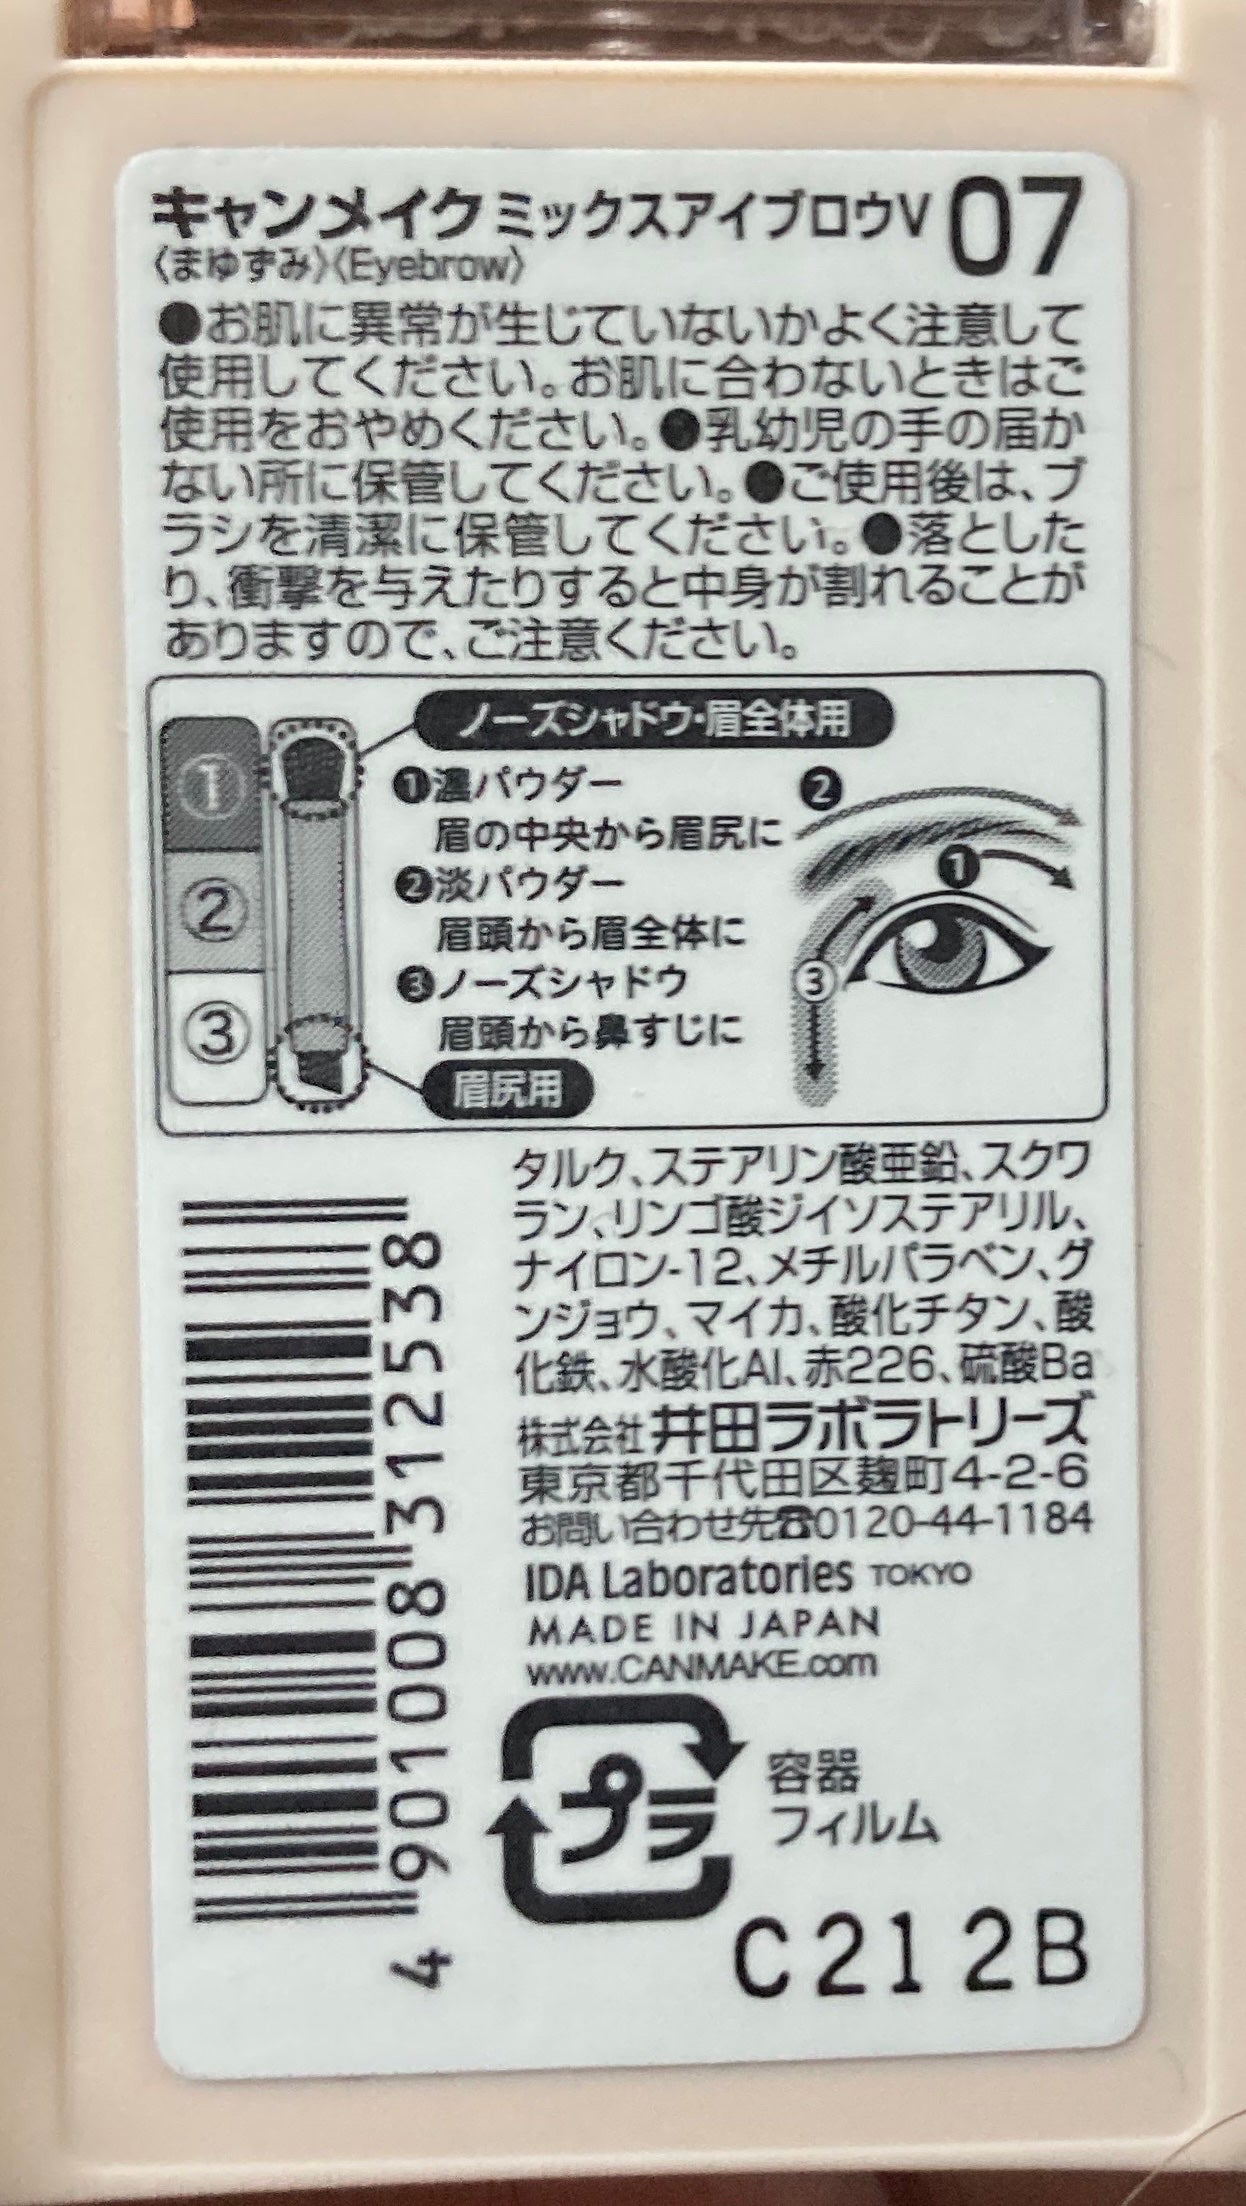 キャンメイク ミックスアイブロウV 07
〈まゆずみ〉〈Eyebrow〉
●お肌に異常が生じていないかよく注意して
使用してください。お肌に合わないときはご
使用をおやめください。●乳幼児の手の届か
ない所に保管してください。●ご使用後は、ブ
ラシを清潔に保管してください。●落とした
り、衝撃を与えたりすると中身が割れることが
ありますので、ご注意ください。
①
②
③
ノーズシャドウ・眉全体用
❶濃パウダー
眉の中央から眉尻に
❷淡パウダー
眉頭から眉全体に
❸ノーズシャドウ
眉頭から鼻すじに
眉尻用
❷
❶
③
タルク、ステアリン酸亜鉛、スクワ
ラン、リンゴ酸ジイソステアリル、
ナイロン-12、メチルパラベン、グ
ンジョウ、マイカ、酸化チタン、酸
化鉄、水酸化Al、赤226、硫酸Ba
株式会社 井田ラボラトリーズ
東京都千代田区麹町4-2-6
お問い合わせ先☎0120-44-1184
IDA Laboratories TOKYO
MADE IN JAPAN
www.CANMAKE.com
プラ
容器
フィルム
C212B
4 901008 312538